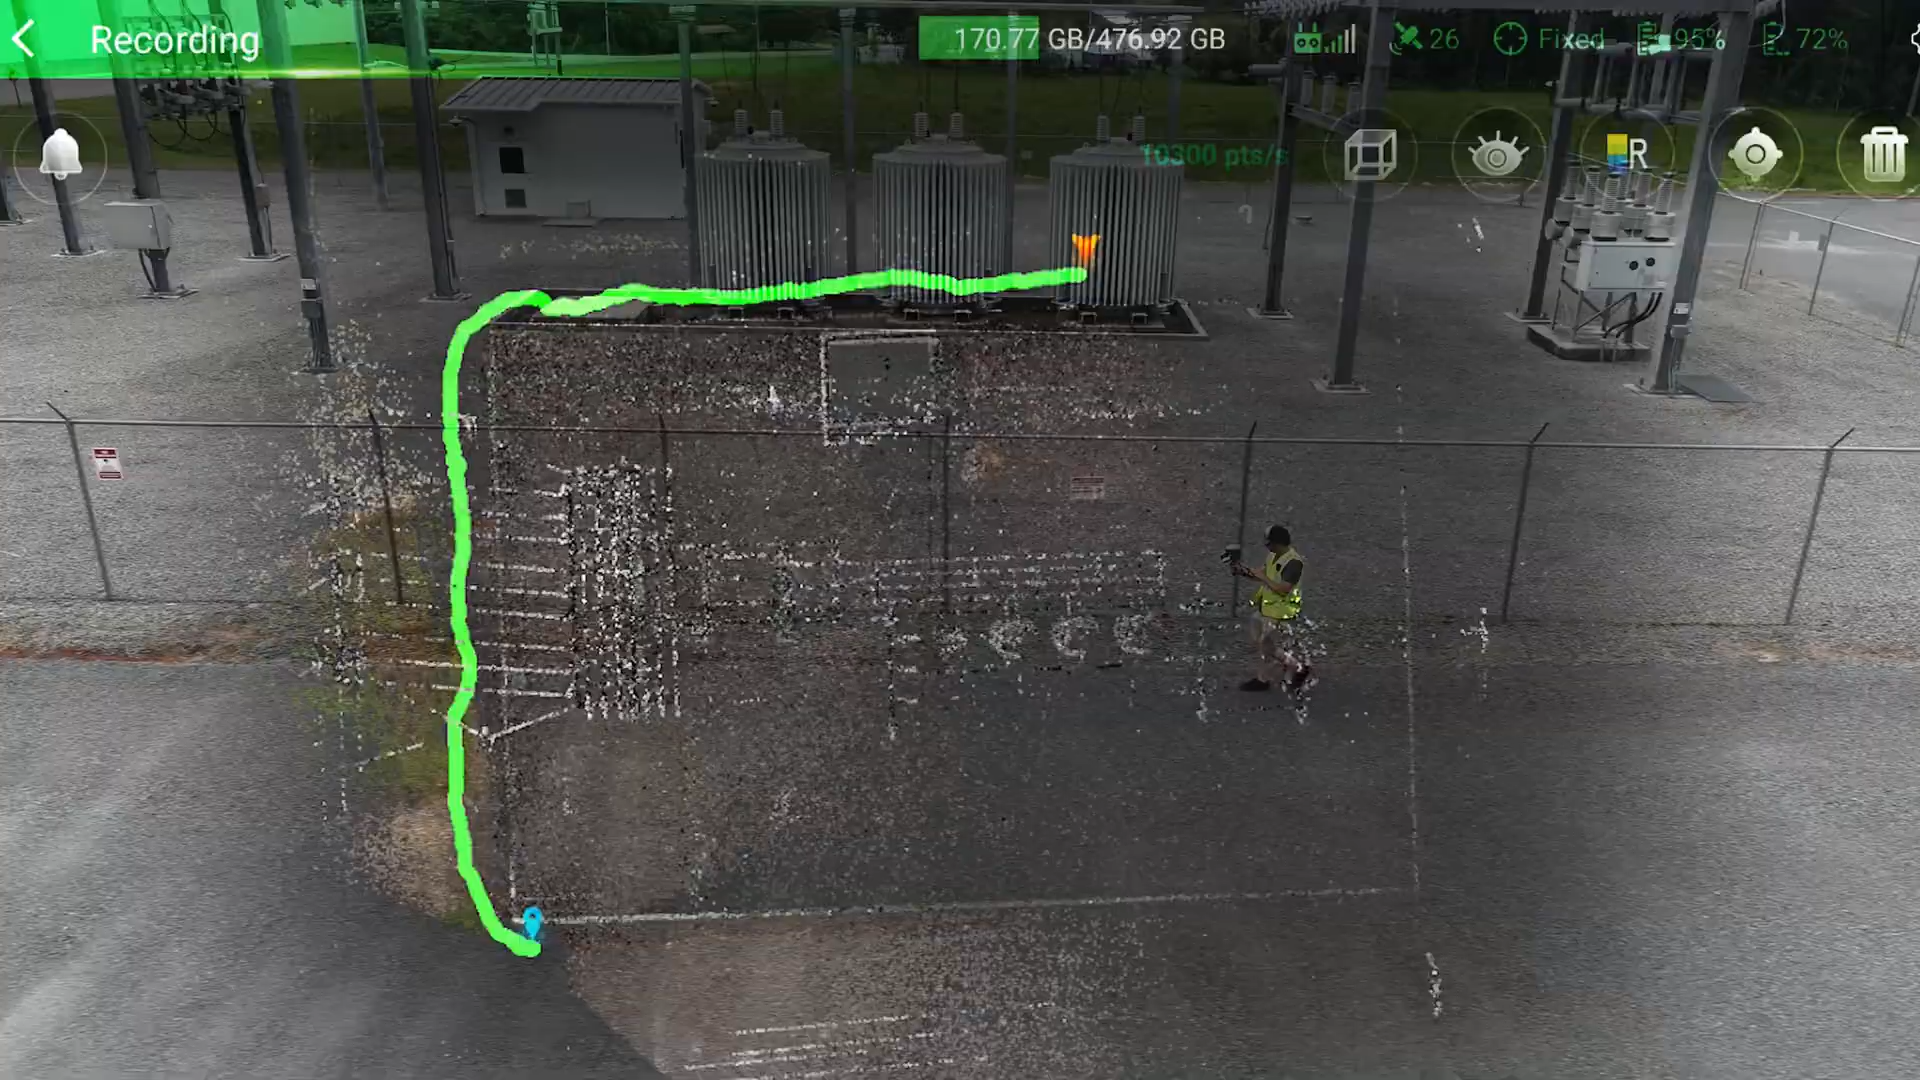 Recording
170.77 GB/476.92 GB
26
Fixed
95%
72%
10300 pts/s
R